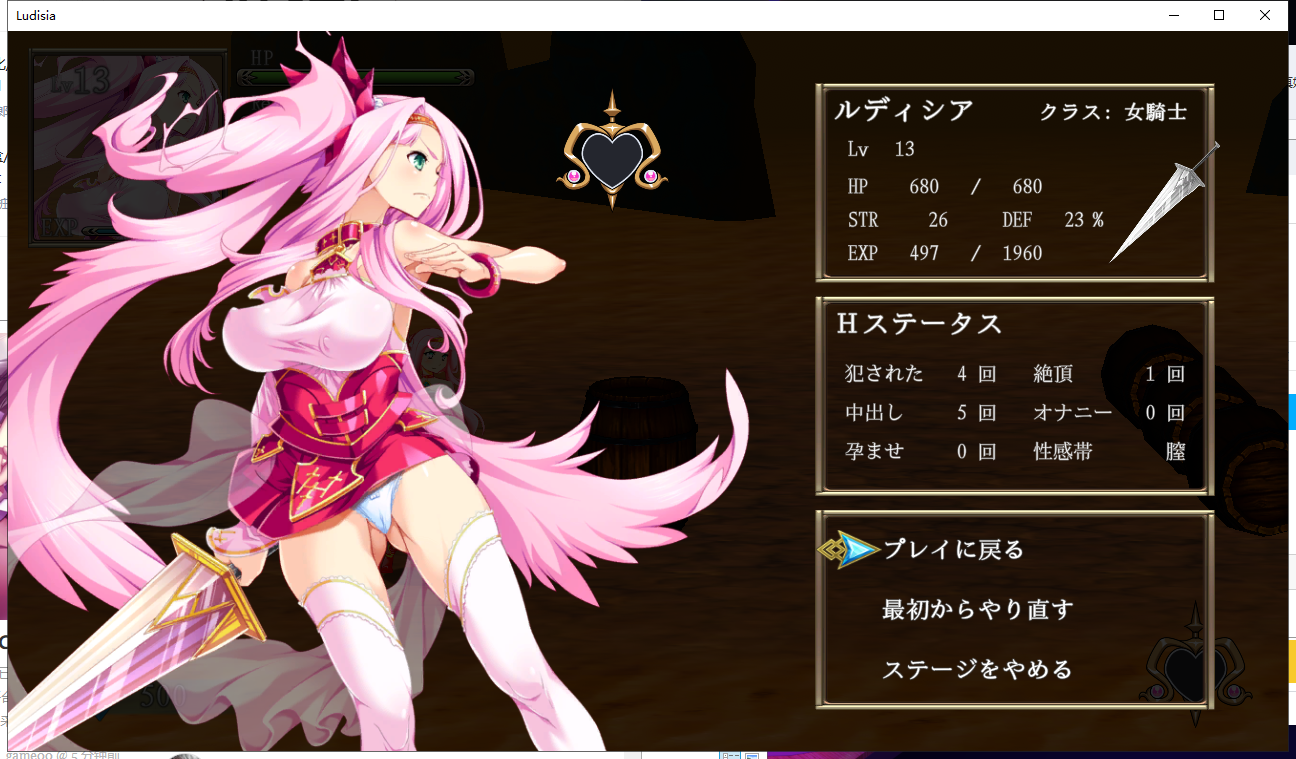 Ludisia
HP
Lv13
EXP
ルディシア クラス: 女騎士
Lv 13
HP 680 / 680
STR 26 DEF 23 %
EXP 497 / 1960
Hステータス
犯された 4 回 絶頂 1 回
中出し 5 回 オナニー 0 回
孕ませ 0 回 性感帯 膣
プレイに戻る
最初からやり直す
ステージをやめる
500